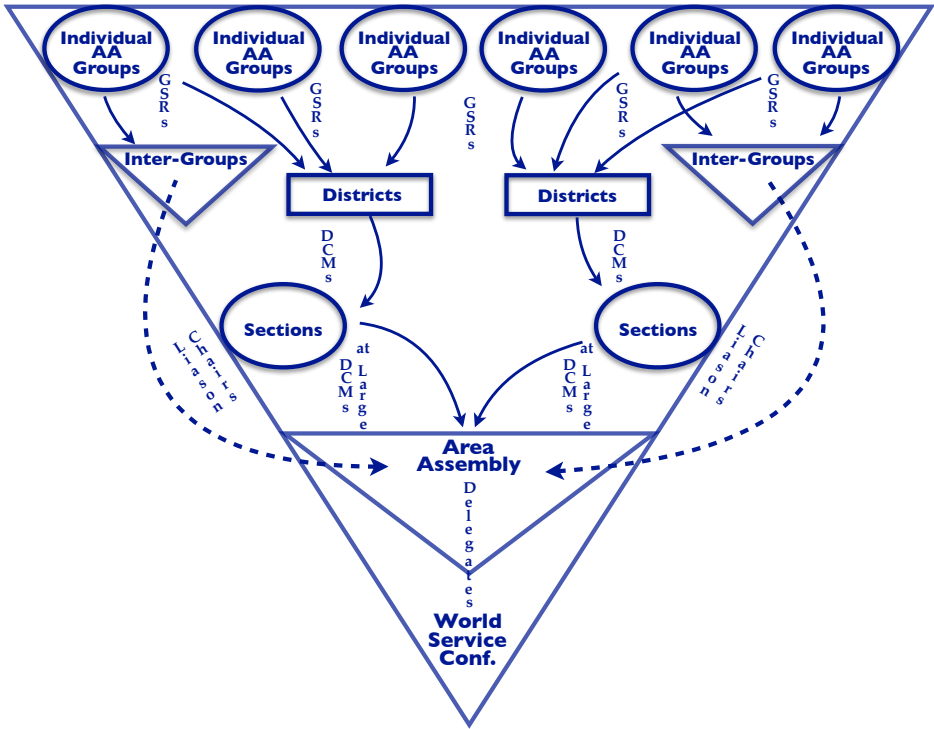 Individual
AA
Groups
Individual
AA
Groups
Individual
AA
Groups
Individual
AA
Groups
Individual
AA
Groups
Individual
AA
Groups
GSRs
GSRs
GSRs
GSRs
GSRs
Inter-Groups
Districts
Districts
Inter-Groups
DCMs
DCMs
Sections
Sections
Liason
Chairs
DCMs
at Large
DCMs
at Large
Liason
Chairs
Area
Assembly
Delegates
World
Service
Conf.